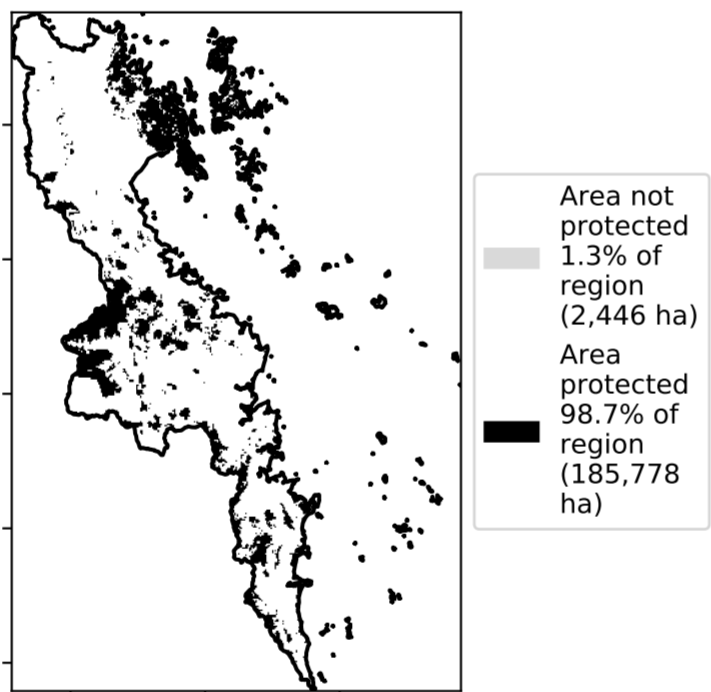 Area not
protected
1.3% of
region
(2,446 ha)
Area
protected
98.7% of
region
(185,778
ha)